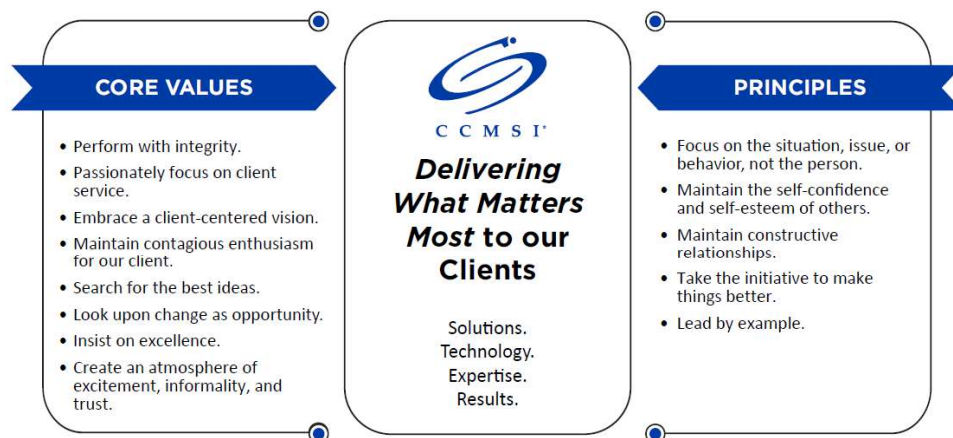 CORE VALUES
• Perform with integrity.
• Passionately focus on client
service.
• Embrace a client-centered vision.
• Maintain contagious enthusiasm
for our client.
• Search for the best ideas.
• Look upon change as opportunity.
• Insist on excellence.
• Create an atmosphere of
excitement, informality, and
trust.
CCMSI®
Delivering
What Matters
Most to our
Clients
Solutions.
Technology.
Expertise.
Results.
PRINCIPLES
• Focus on the situation, issue, or
behavior, not the person.
• Maintain the self-confidence
and self-esteem of others.
• Maintain constructive
relationships.
• Take the initiative to make
things better.
• Lead by example.